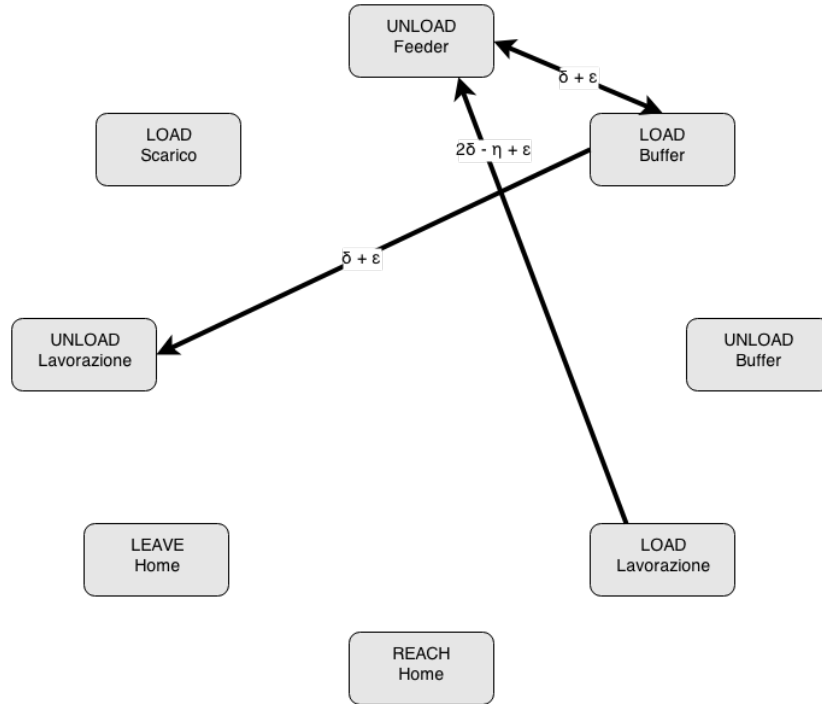 UNLOAD
Feeder
δ + ε
LOAD
Scarico
LOAD
Buffer
2δ - η + ε
δ + ε
UNLOAD
Lavorazione
UNLOAD
Buffer
LEAVE
Home
LOAD
Lavorazione
REACH
Home